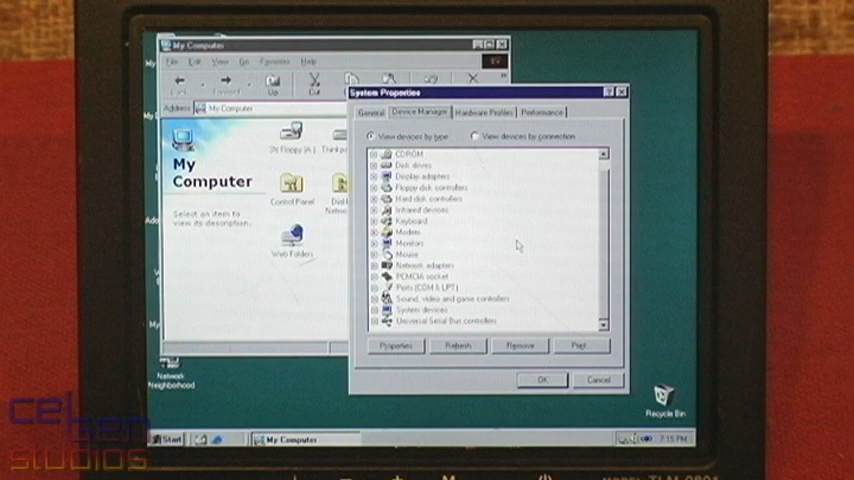 My Computer
File Edit View Go Favorites Help
Back Forward Up Cut
Address My Computer
My
Computer
Select an item to
view its description.
3½ Floppy (A:)
Control Panel
Web Folders
System Properties
General Device Manager Hardware Profiles Performance
View devices by type View devices by connection
CDROM
Disk drives
Display adapters
Floppy disk controllers
Hard disk controllers
Infrared devices
Keyboard
Modem
Monitors
Mouse
Network adapters
PCMCIA socket
Ports (COM & LPT)
Sound, video and game controllers
System devices
Universal Serial Bus controllers
Properties Refresh Remove Print...
OK Cancel
Network
Neighborhood
Recycle Bin
Start My Computer 7:15 PM
cel
ten
studios